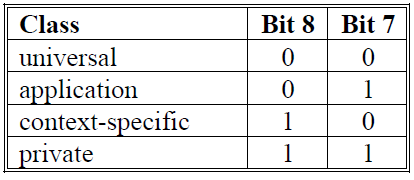 Class Bit 8 Bit 7
universal 0 0
application 0 1
context-specific 1 0
private 1 1